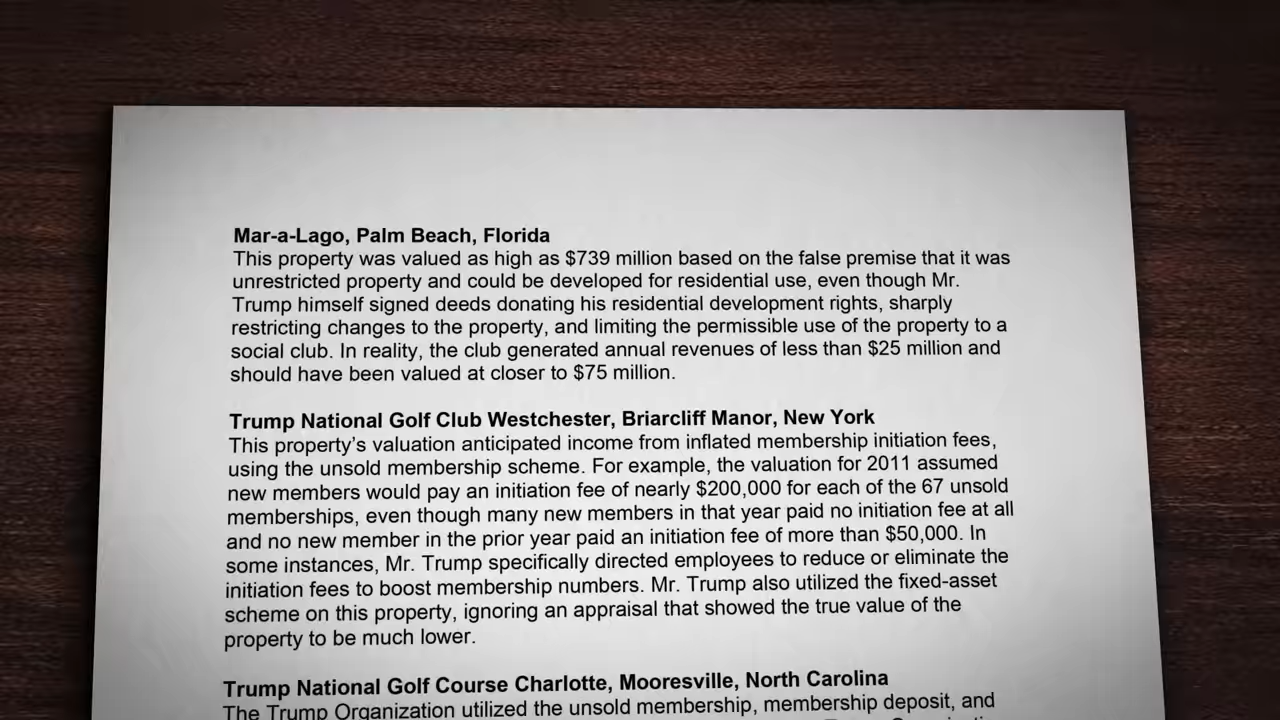 Mar-a-Lago, Palm Beach, Florida
This property was valued as high as $739 million based on the false premise that it was
unrestricted property and could be developed for residential use, even though Mr.
Trump himself signed deeds donating his residential development rights, sharply
restricting changes to the property, and limiting the permissible use of the property to a
social club. In reality, the club generated annual revenues of less than $25 million and
should have been valued at closer to $75 million.
Trump National Golf Club Westchester, Briarcliff Manor, New York
This property’s valuation anticipated income from inflated membership initiation fees,
using the unsold membership scheme. For example, the valuation for 2011 assumed
new members would pay an initiation fee of nearly $200,000 for each of the 67 unsold
memberships, even though many new members in that year paid no initiation fee at all
and no new member in the prior year paid an initiation fee of more than $50,000. In
some instances, Mr. Trump specifically directed employees to reduce or eliminate the
initiation fees to boost membership numbers. Mr. Trump also utilized the fixed-asset
scheme on this property, ignoring an appraisal that showed the true value of the
property to be much lower.
Trump National Golf Course Charlotte, Mooresville, North Carolina
The Trump Organization utilized the unsold membership, membership deposit, and